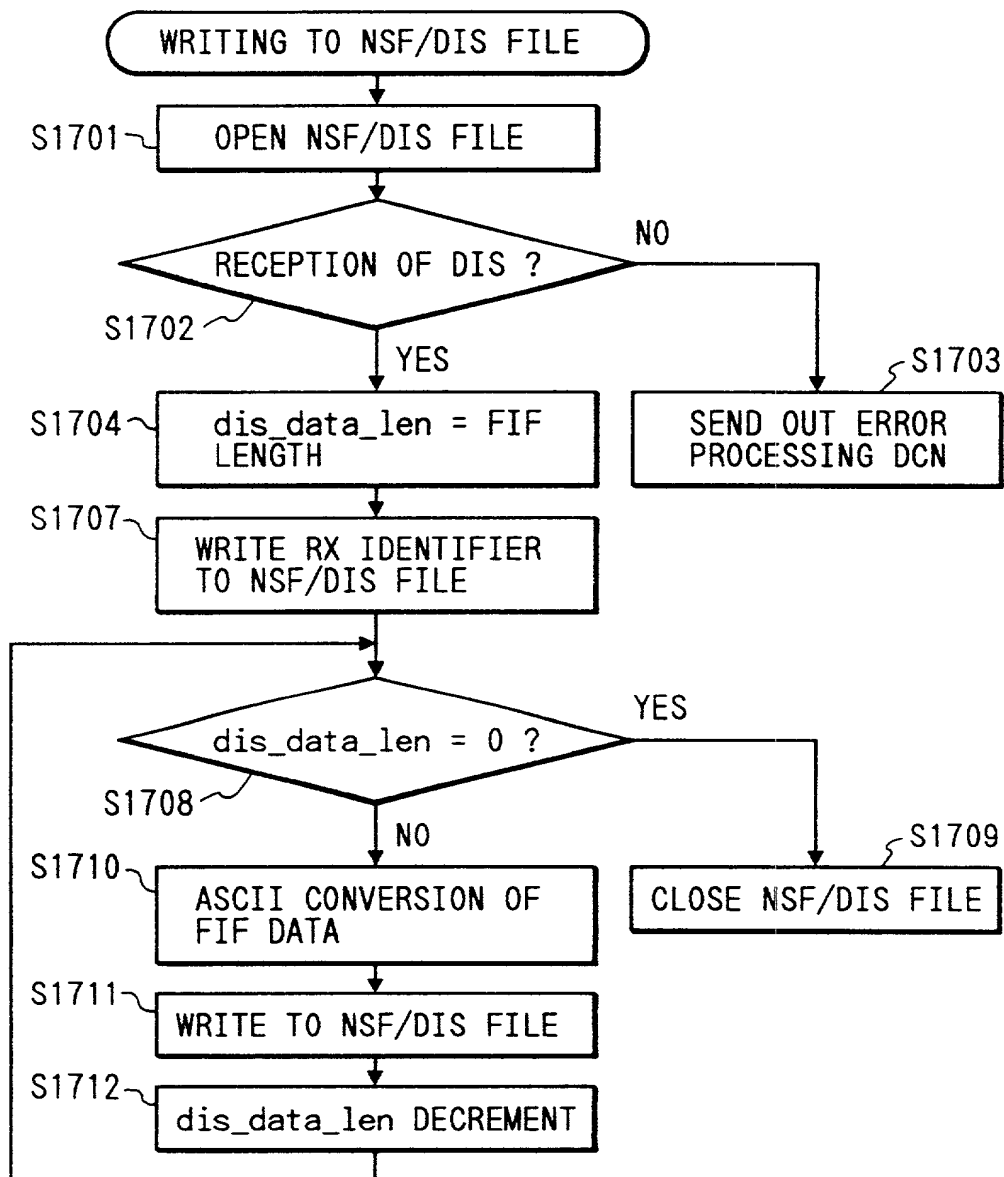 WRITING TO NSF/DIS FILE
S1701
OPEN NSF/DIS FILE
RECEPTION OF DIS ?
NO
S1702
YES
S1703
SEND OUT ERROR
PROCESSING DCN
S1704
dis_data_len = FIF
LENGTH
S1707
WRITE RX IDENTIFIER
TO NSF/DIS FILE
dis_data_len = 0 ?
YES
S1708
NO
S1709
CLOSE NSF/DIS FILE
S1710
ASCII CONVERSION OF
FIF DATA
S1711
WRITE TO NSF/DIS FILE
S1712
dis_data_len DECREMENT